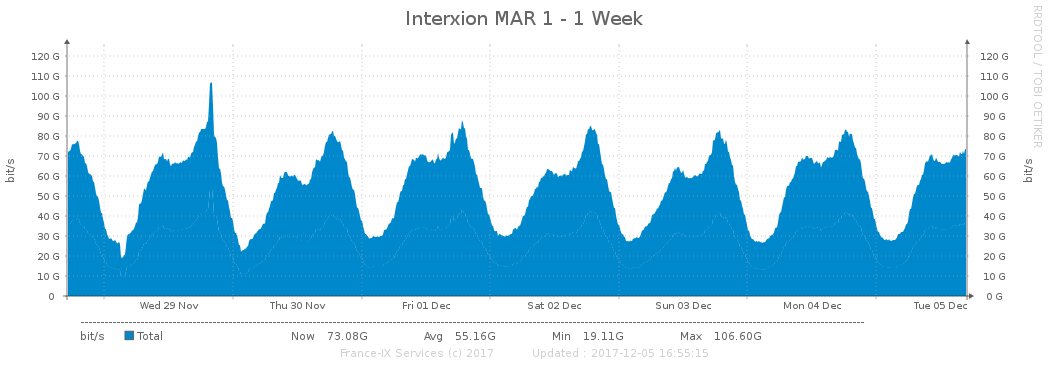 Interxion MAR 1 - 1 Week
RRDTOOL / TOBI OETIKER
bit/s
120 G
110 G
100 G
90 G
80 G
70 G
60 G
50 G
40 G
30 G
20 G
10 G
0
120 G
110 G
100 G
90 G
80 G
70 G
60 G
50 G
40 G
30 G
20 G
10 G
0 G
bit/s
Wed 29 Nov Thu 30 Nov Fri 01 Dec Sat 02 Dec Sun 03 Dec Mon 04 Dec Tue 05 Dec
bit/s Total Now 73.08G Avg 55.16G Min 19.11G Max 106.60G
France-IX Services (c) 2017 Updated : 2017-12-05 16:55:15